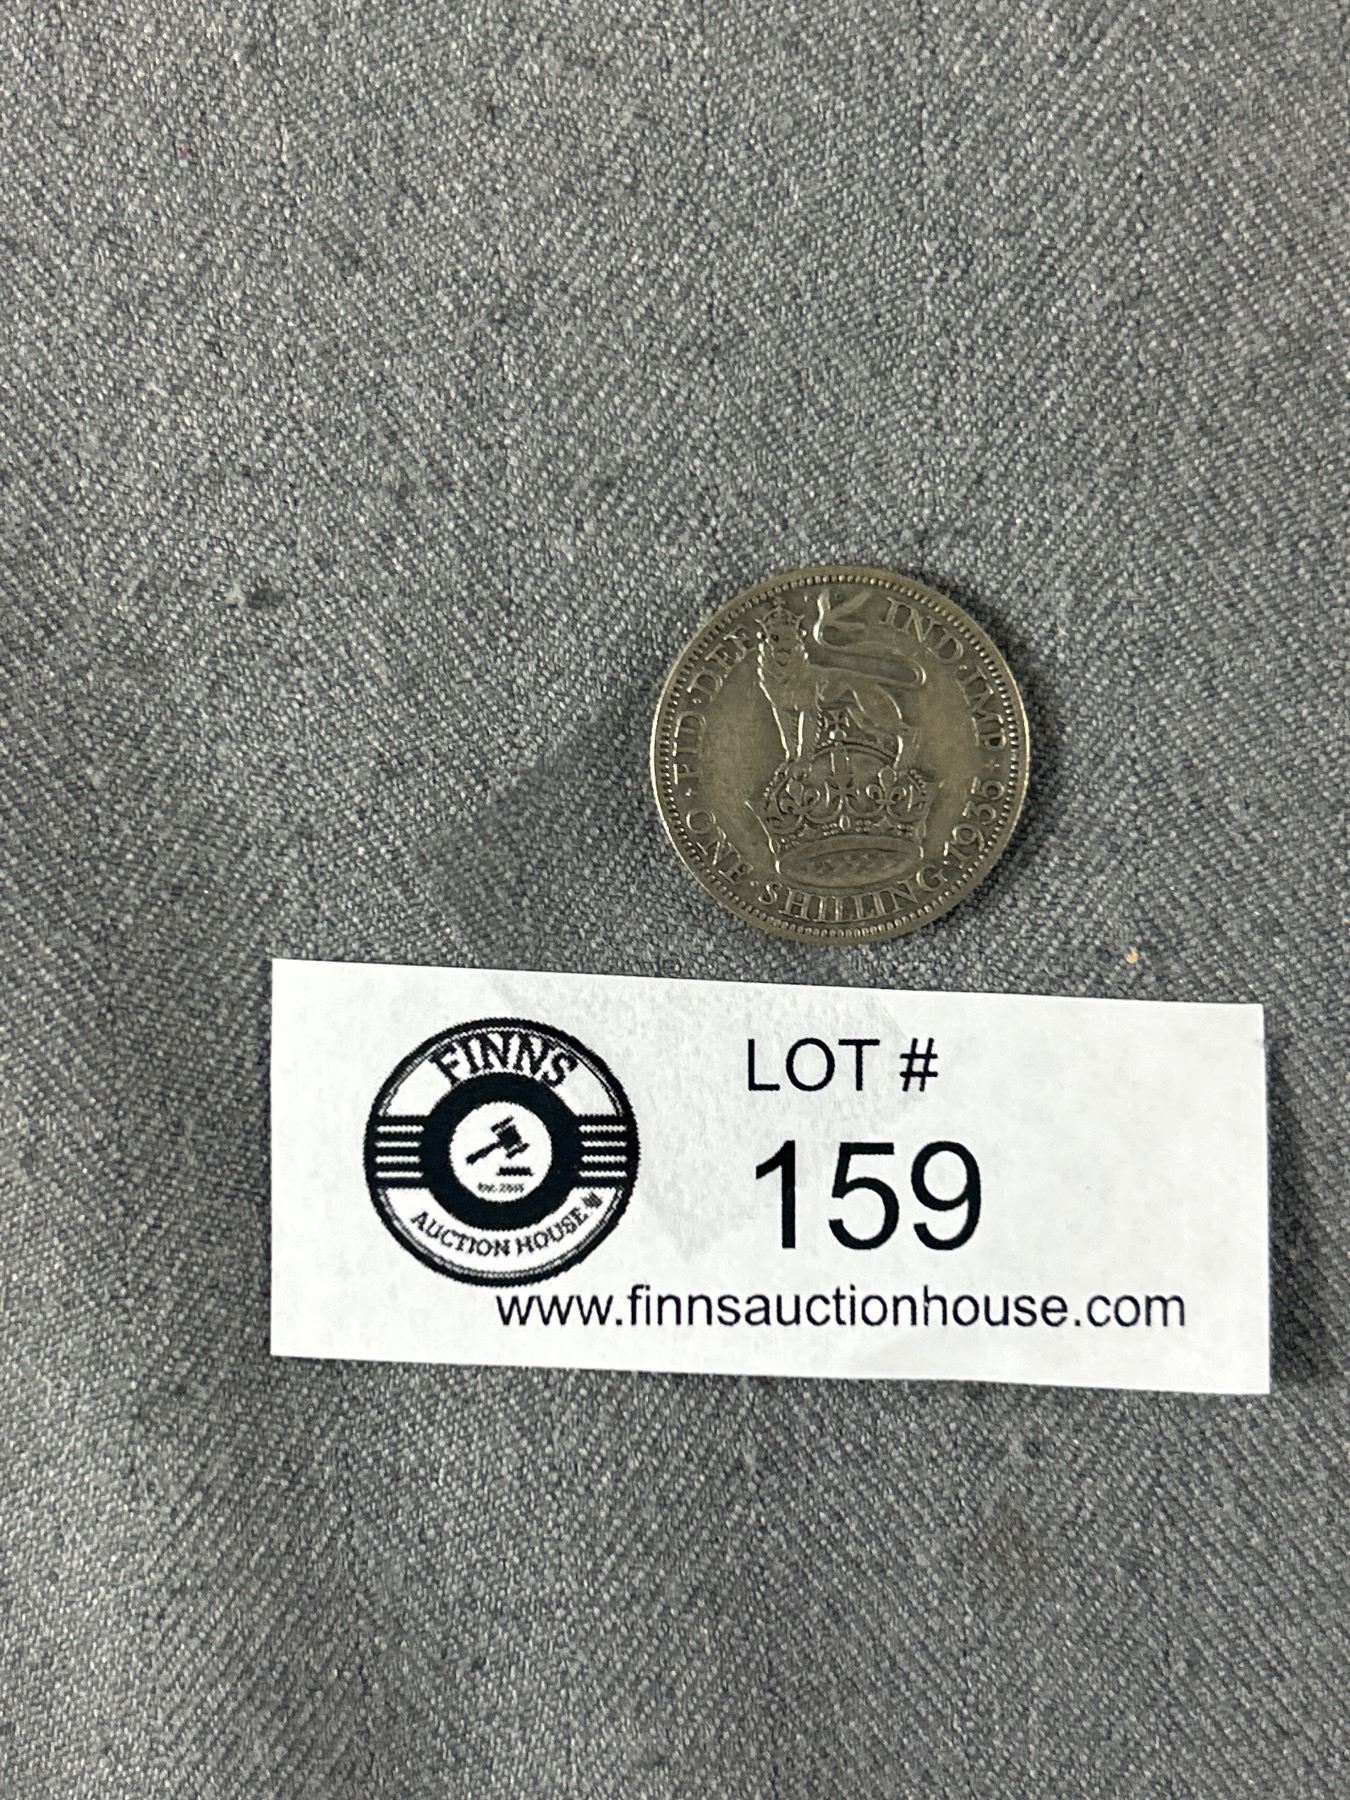 · FID · DEF IND · IMP ·
ONE · SHILLING · 1935
FINNS
AUCTION HOUSE
LOT #
159
www.finnsauctionhouse.com